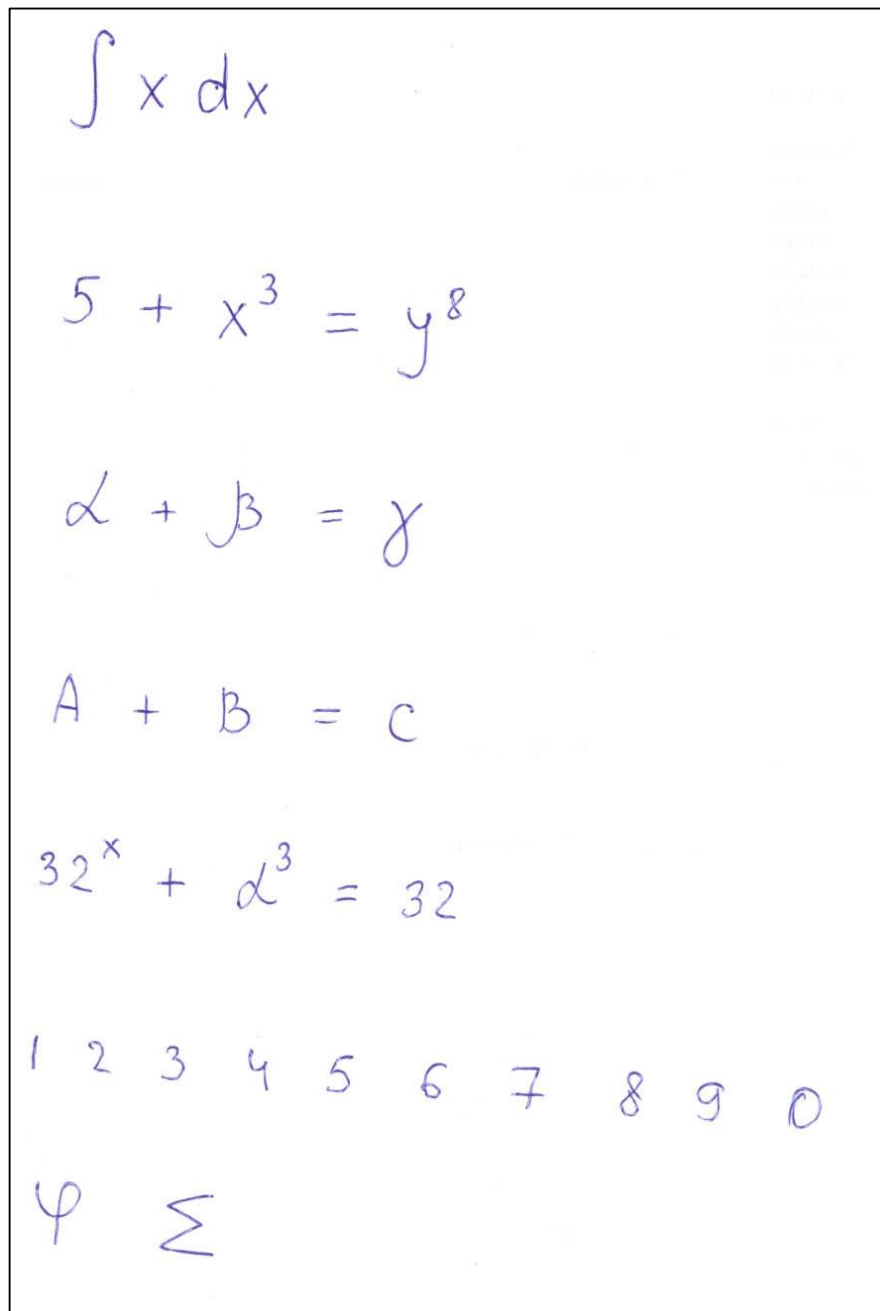 ∫ x dx
5 + x³ = y⁸
α + β = γ
A + B = C
32ˣ + α³ = 32
1 2 3 4 5 6 7 8 9 0
φ Σ